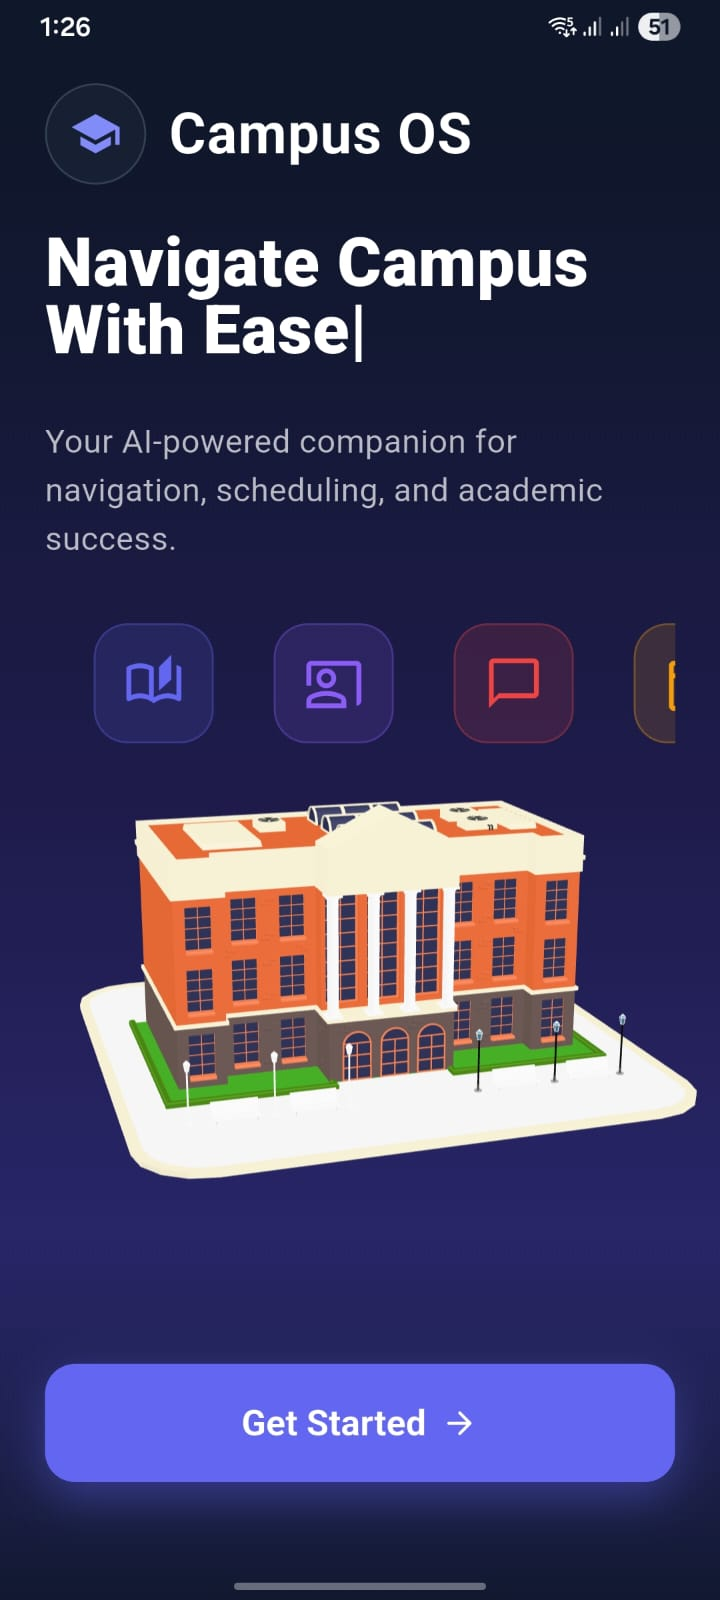 1:26
51
Campus OS
Navigate Campus
With Ease|
Your AI-powered companion for
navigation, scheduling, and academic
success.
Get Started →